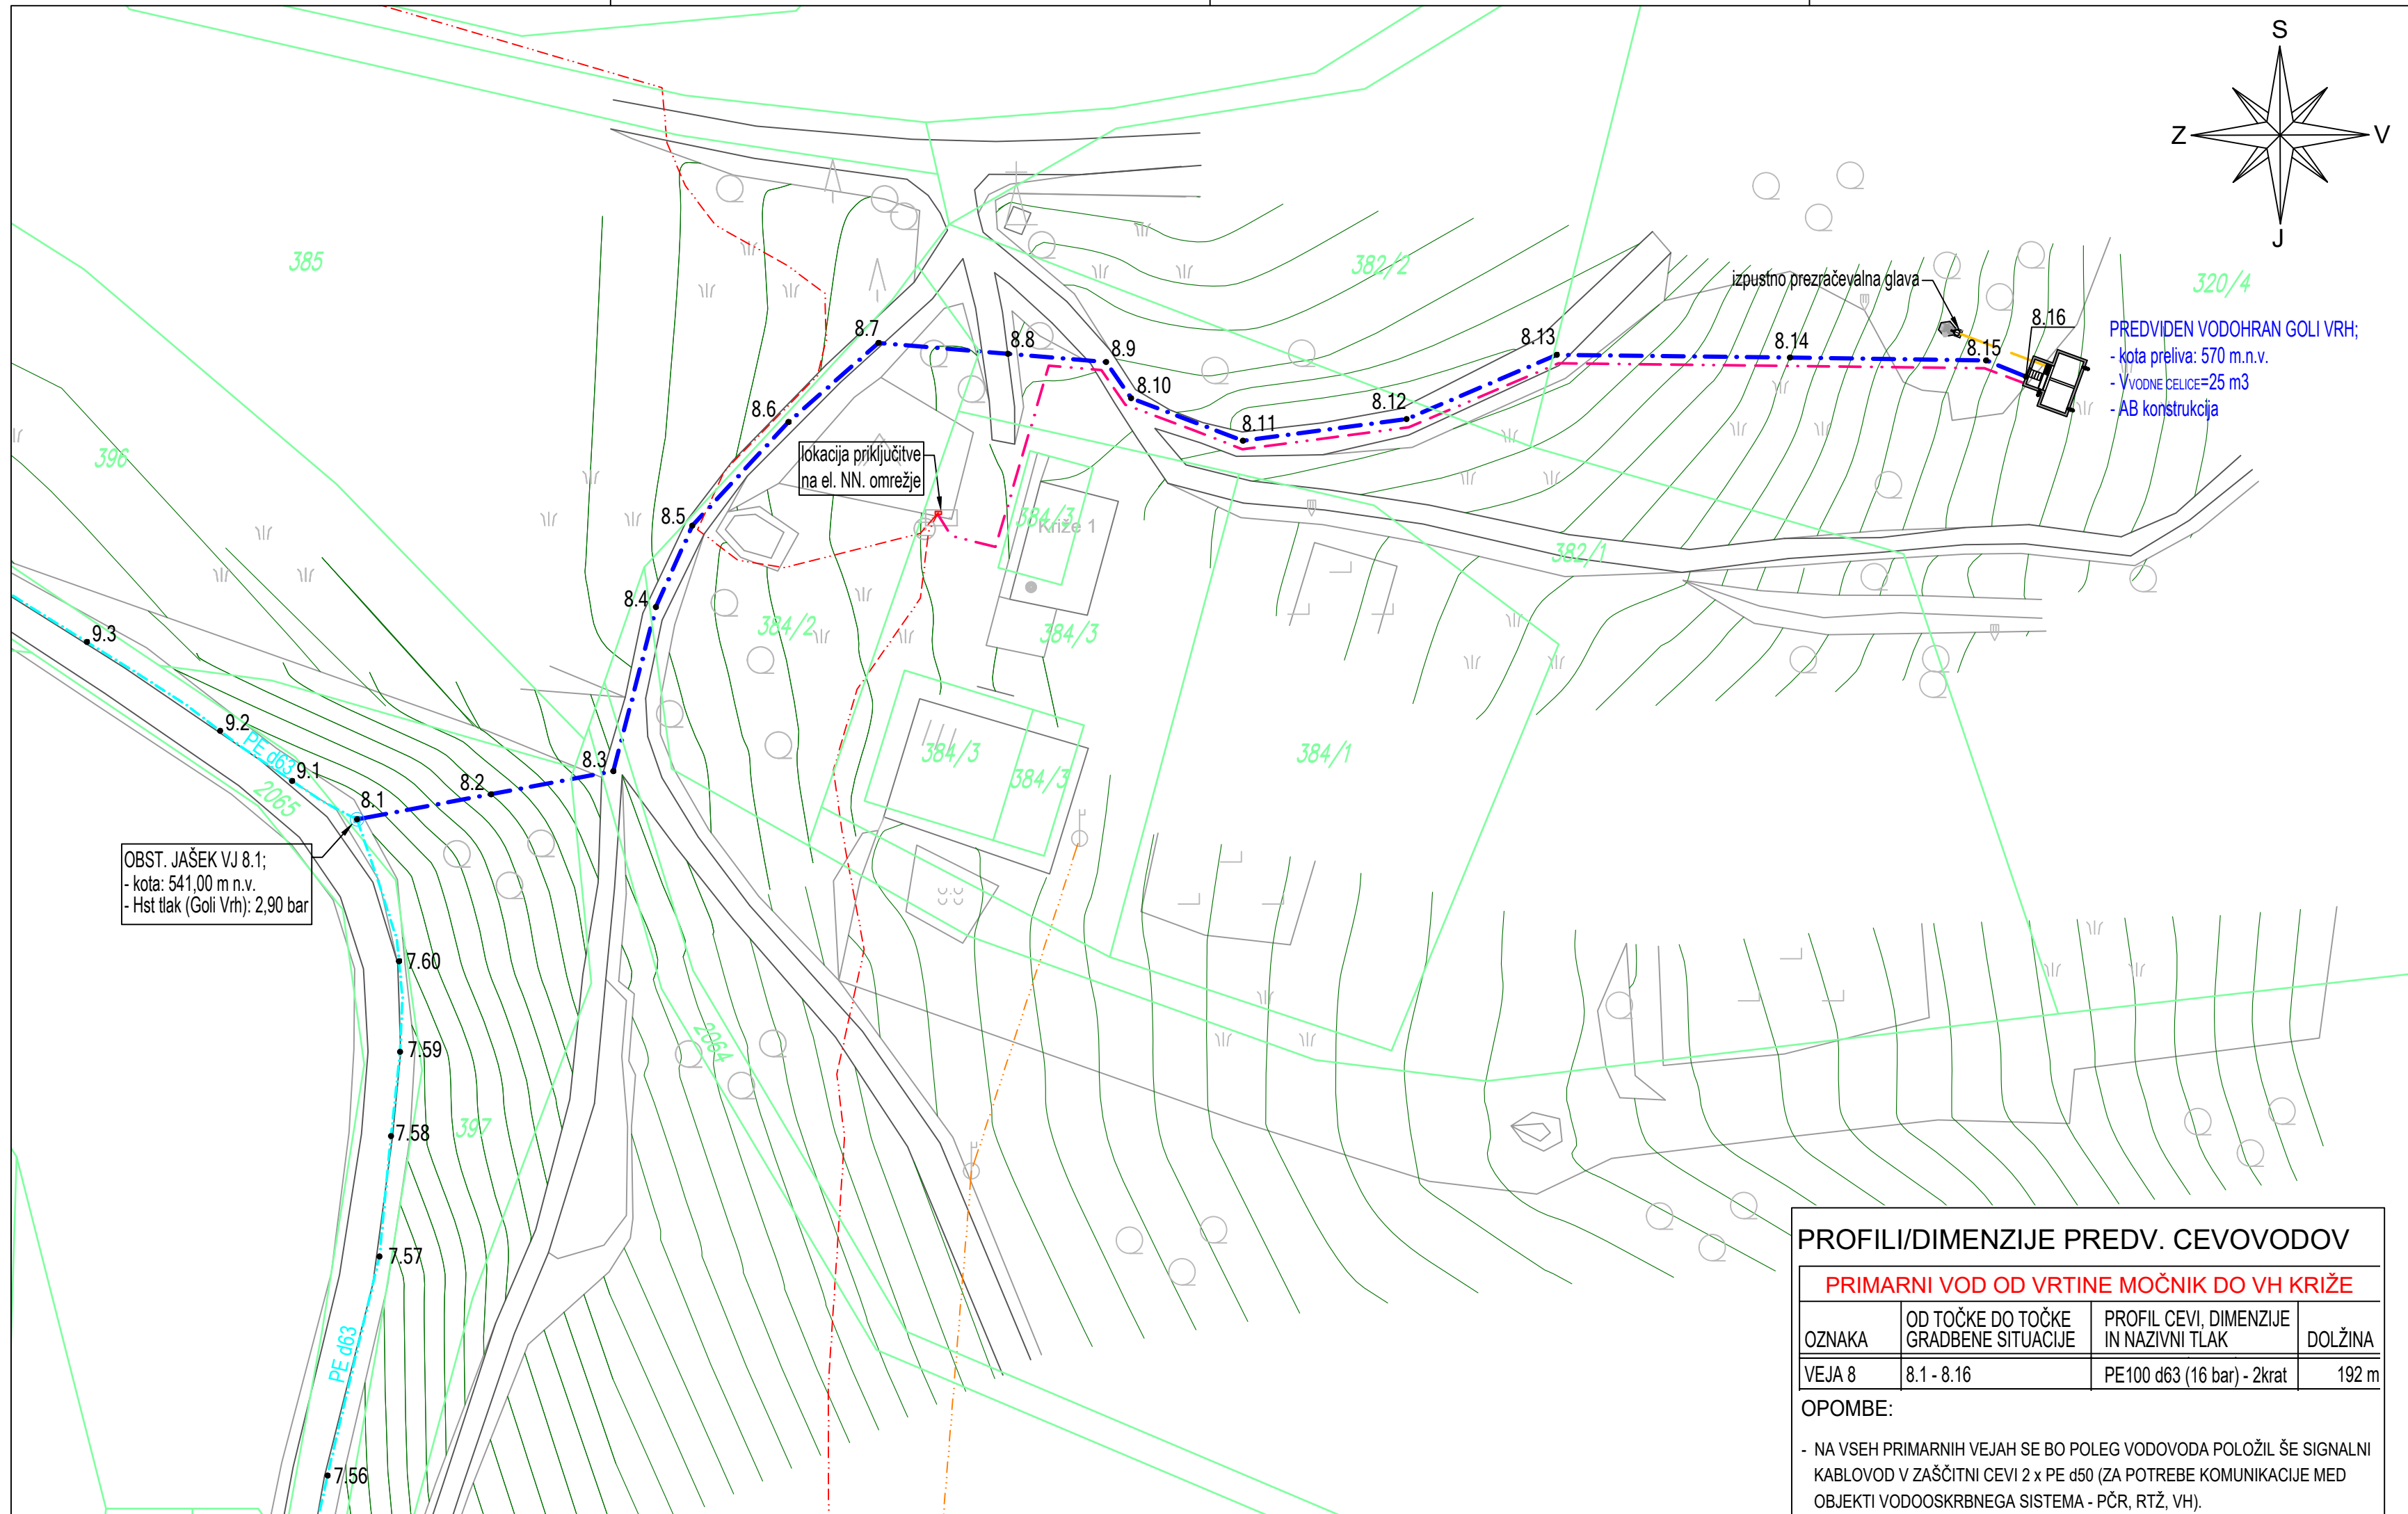 S
Z
V
J
385
382/2
320/4
izpustno prezračevalna glava
8.16
PREDVIDEN VODOHRAN GOLI VRH;
- kota preliva: 570 m.n.v.
- VVODNE CELICE=25 m3
- AB konstrukcija
8.7
8.8
8.9
8.13
8.14
8.15
8.10
8.6
8.11
8.12
396
lokacija priključitve
na el. NN. omrežje
8.5
384/3
Križe 1
382/1
8.4
384/2
384/3
9.3
9.2
PE d63
9.1
2065
8.1
8.2
8.3
384/3
384/3
384/1
OBST. JAŠEK VJ 8.1;
- kota: 541,00 m n.v.
- Hst tlak (Goli Vrh): 2,90 bar
7.60
7.59
2064
7.58
397
7.57
PE d63
7.56
PROFILI/DIMENZIJE PREDV. CEVOVODOV
PRIMARNI VOD OD VRTINE MOČNIK DO VH KRIŽE
OZNAKA
OD TOČKE DO TOČKE
GRADBENE SITUACIJE
PROFIL CEVI, DIMENZIJE
IN NAZIVNI TLAK
DOLŽINA
VEJA 8
8.1 - 8.16
PE100 d63 (16 bar) - 2krat
192 m
OPOMBE:
- NA VSEH PRIMARNIH VEJAH SE BO POLEG VODOVODA POLOŽIL ŠE SIGNALNI
KABLOVOD V ZAŠČITNI CEVI 2 x PE d50 (ZA POTREBE KOMUNIKACIJE MED
OBJEKTI VODOOSKRBNEGA SISTEMA - PČR, RTŽ, VH).